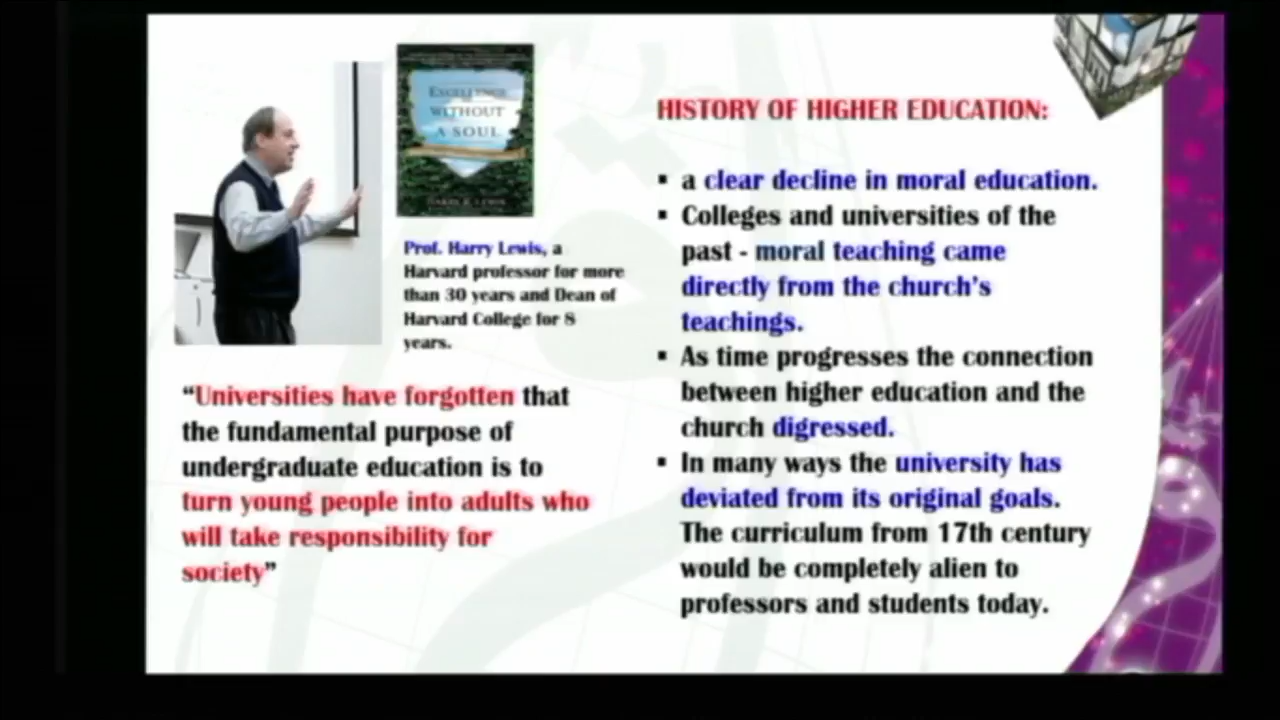 EXCELLENCE
WITHOUT
A SOUL
HARRY R. LEWIS
Prof. Harry Lewis, a
Harvard professor for more
than 30 years and Dean of
Harvard College for 8
years.
“Universities have forgotten that
the fundamental purpose of
undergraduate education is to
turn young people into adults who
will take responsibility for
society”
HISTORY OF HIGHER EDUCATION:
▪ a clear decline in moral education.
▪ Colleges and universities of the
past - moral teaching came
directly from the church's
teachings.
▪ As time progresses the connection
between higher education and the
church digressed.
▪ In many ways the university has
deviated from its original goals.
The curriculum from 17th century
would be completely alien to
professors and students today.